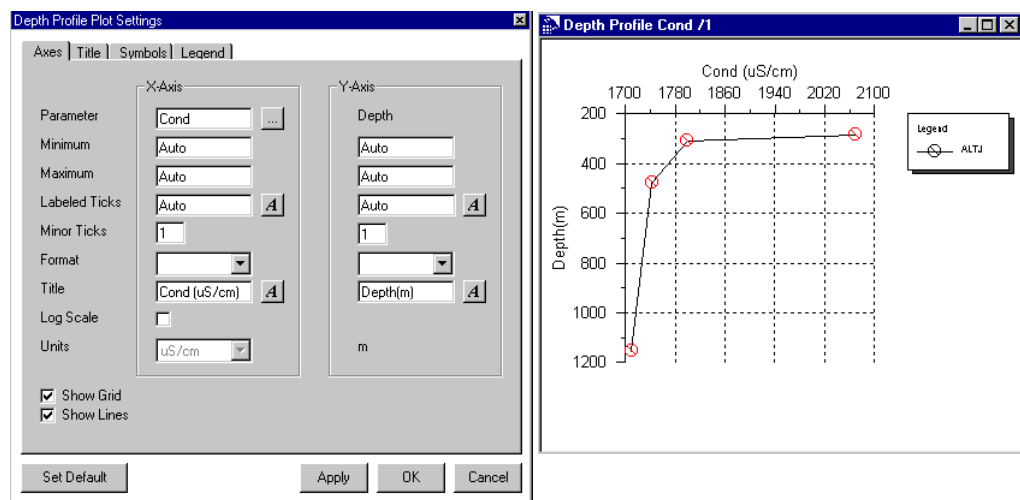 Depth Profile Plot Settings
Axes Title Symbols Legend
X-Axis Y-Axis
Parameter Cond ... Depth
Minimum Auto Auto
Maximum Auto Auto
Labeled Ticks Auto A Auto A
Minor Ticks 1 1
Format
Title Cond (uS/cm) A Depth(m) A
Log Scale
Units uS/cm m
Show Grid
Show Lines
Set Default Apply OK Cancel
Depth Profile Cond /1
Cond (uS/cm)
1700 1780 1860 1940 2020 2100
200
400
600
800
1000
1200
Depth(m)
Legend
ALTJ